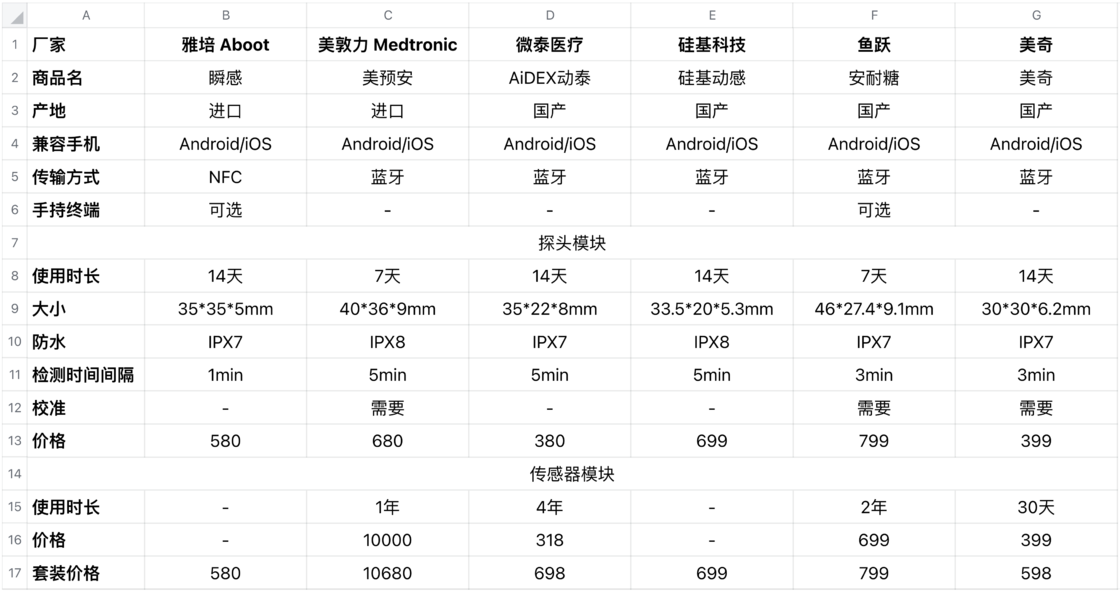 A B C D E F G
1 厂家 雅培 Aboot 美敦力 Medtronic 微泰医疗 硅基科技 鱼跃 美奇
2 商品名 瞬感 美预安 AiDEX动泰 硅基动感 安耐糖 美奇
3 产地 进口 进口 国产 国产 国产 国产
4 兼容手机 Android/iOS Android/iOS Android/iOS Android/iOS Android/iOS Android/iOS
5 传输方式 NFC 蓝牙 蓝牙 蓝牙 蓝牙 蓝牙
6 手持终端 可选 - - - 可选 -
7 探头模块
8 使用时长 14天 7天 14天 14天 7天 14天
9 大小 35*35*5mm 40*36*9mm 35*22*8mm 33.5*20*5.3mm 46*27.4*9.1mm 30*30*6.2mm
10 防水 IPX7 IPX8 IPX7 IPX8 IPX7 IPX7
11 检测时间间隔 1min 5min 5min 5min 3min 3min
12 校准 - 需要 - - 需要 需要
13 价格 580 680 380 699 799 399
14 传感器模块
15 使用时长 - 1年 4年 - 2年 30天
16 价格 - 10000 318 - 699 399
17 套装价格 580 10680 698 699 799 598